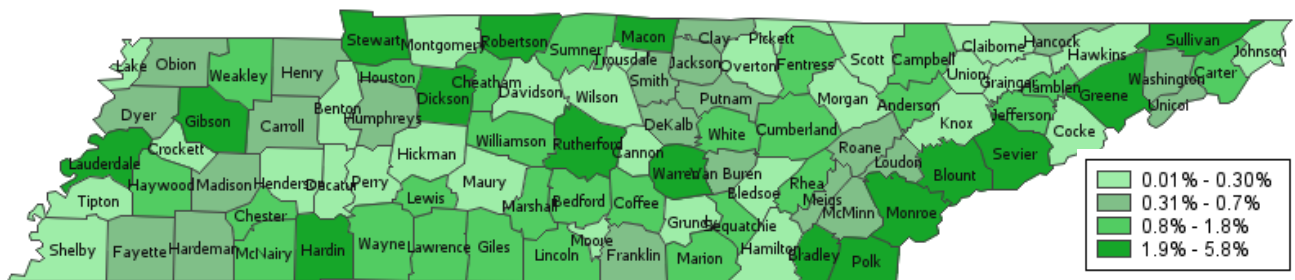 Stewart
Montgomery
Robertson
Sumner
Macon
Clay
Pickett
Claiborne
Hancock
Hawkins
Sullivan
Johnson
Lake
Obion
Weakley
Henry
Houston
Cheatham
Trousdale
Jackson
Overton
Fentress
Scott
Campbell
Union
Grainger
Hamblen
Greene
Washington
Carter
Unicoi
Dyer
Gibson
Carroll
Benton
Humphreys
Dickson
Davidson
Wilson
Smith
Putnam
Morgan
Anderson
Knox
Jefferson
Cocke
Lauderdale
Crockett
Hickman
Williamson
Rutherford
Cannon
DeKalb
White
Cumberland
Roane
Loudon
Blount
Sevier
Tipton
Haywood
Madison
Henderson
Decatur
Perry
Lewis
Maury
Marshall
Bedford
Coffee
Warren
Van Buren
Bledsoe
Rhea
Meigs
McMinn
Monroe
Shelby
Fayette
Hardeman
Chester
McNairy
Hardin
Wayne
Lawrence
Giles
Lincoln
Moore
Franklin
Grundy
Sequatchie
Marion
Hamilton
Bradley
Polk
0.01% - 0.30%
0.31% - 0.7%
0.8% - 1.8%
1.9% - 5.8%